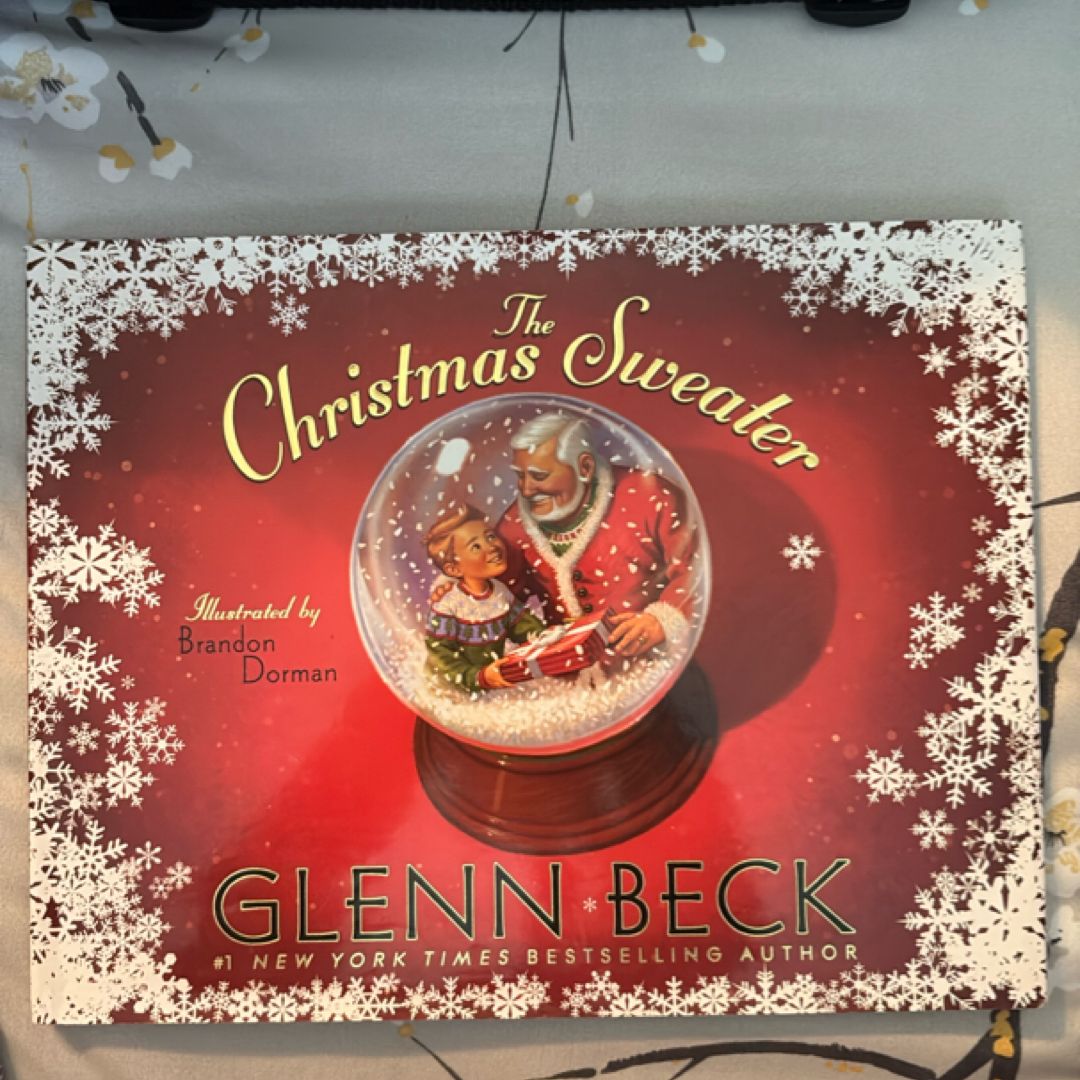 The
Christmas Sweater
Illustrated by
Brandon
Dorman
GLENN BECK
#1 NEW YORK TIMES BESTSELLING AUTHOR